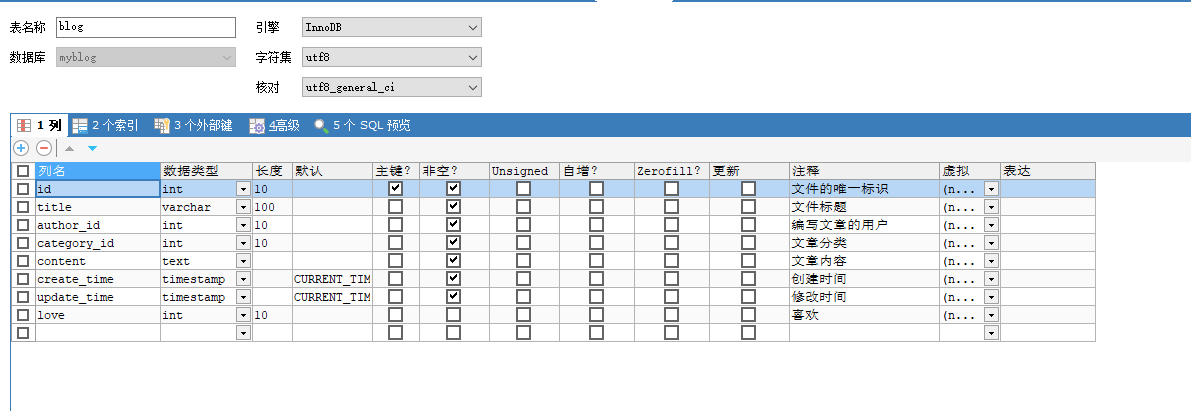 表名称 blog 引擎 InnoDB
数据库 myblog 字符集 utf8
核对 utf8_general_ci
1 列 2 个索引 3 个外部键 4高级 5 个 SQL 预览
列名 数据类型 长度 默认 主键? 非空? Unsigned 自增? Zerofill? 更新 注释 虚拟 表达
id int 10 文件的唯一标识 (n...
title varchar 100 文件标题 (n...
author_id int 10 编写文章的用户 (n...
category_id int 10 文章分类 (n...
content text 文章内容 (n...
create_time timestamp CURRENT_TIM 创建时间 (n...
update_time timestamp CURRENT_TIM 修改时间 (n...
love int 10 喜欢 (n...